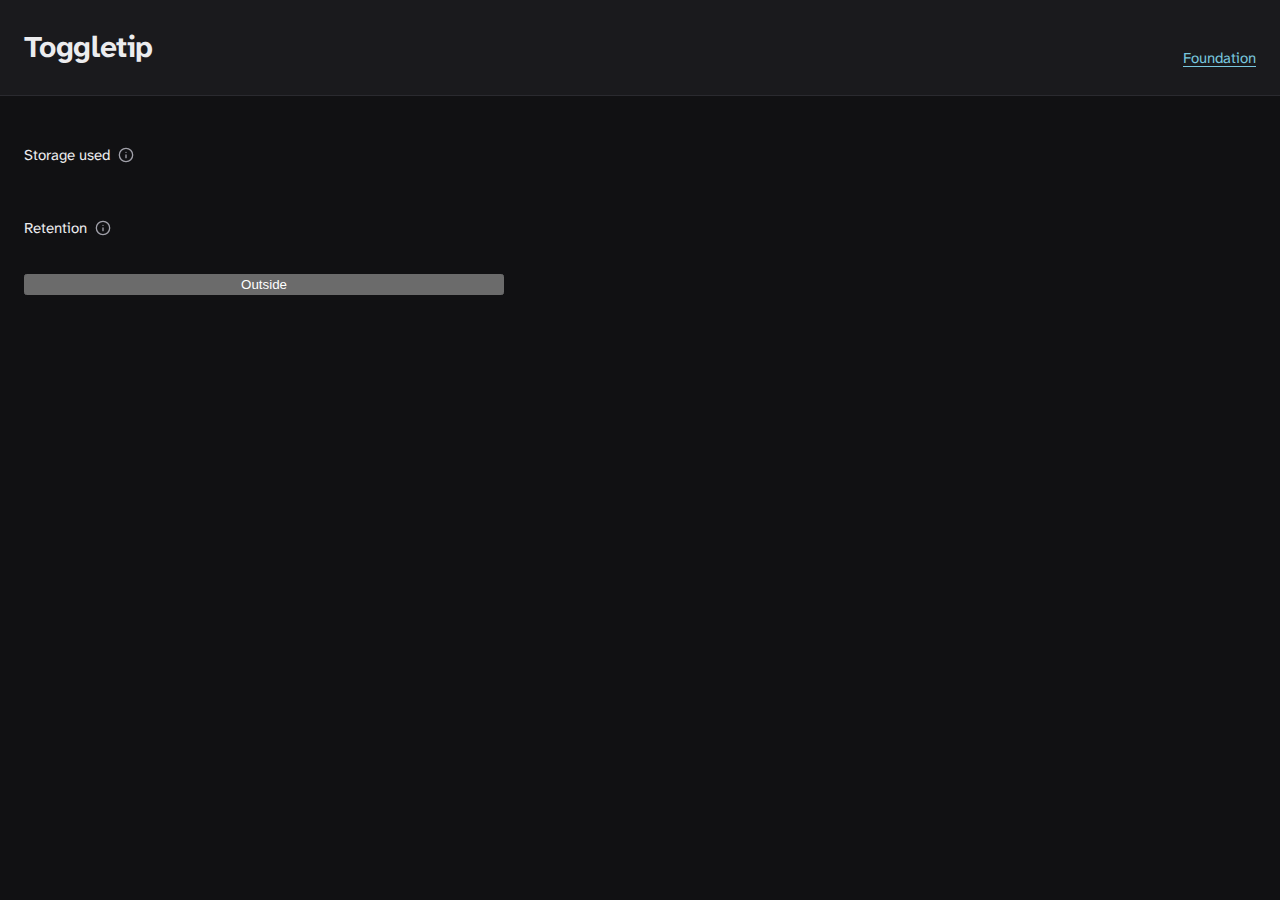 Toggletip
Foundation
Storage used
Retention
Outside